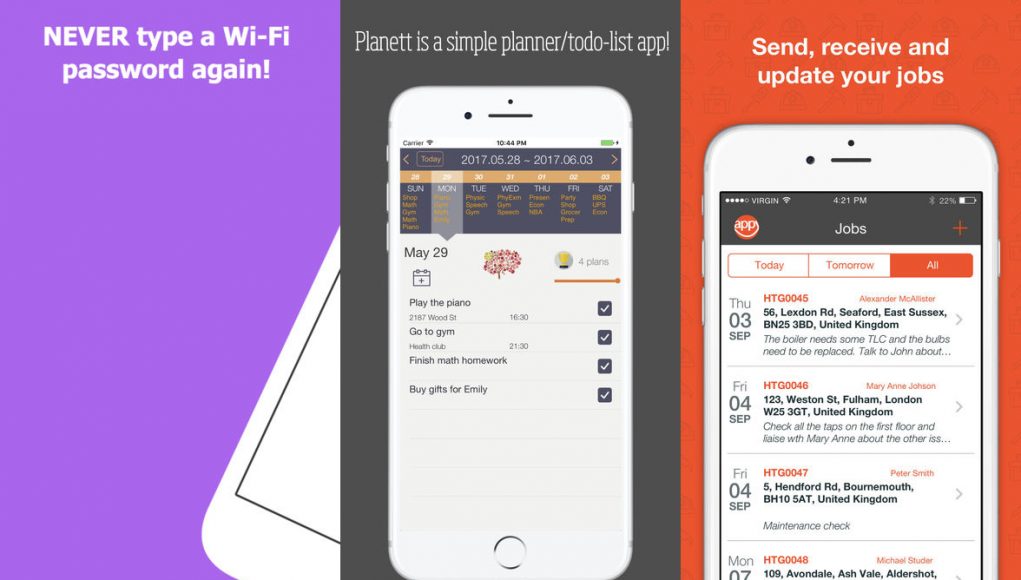 NEVER type a Wi-Fi
password again!
Planett is a simple planner/todo-list app!
Carrier 10:44 PM
Today 2017.05.28 ~ 2017.06.03
28 29 30 31 01 02 03
SUN MON TUE WED THU FRI SAT
Shop Piano Physic PhyExm Presen Party BBQ
Math Gym Speech Gym Econ Shop UPS
Gym Math Gym Speech NBA Grocer Econ
Math Emily Prep
Piano
May 29
4 plans
Play the piano
2187 Wood St 16:30
Go to gym
Health club 21:30
Finish math homework
Buy gifts for Emily
Send, receive and
update your jobs
VIRGIN 4:21 PM 22%
app Jobs +
Today Tomorrow All
Thu
03
SEP
HTG0045 Alexander McAllister
56, Lexdon Rd, Seaford, East Sussex,
BN25 3BD, United Kingdom
The boiler needs some TLC and the bulbs
need to be replaced. Talk to John about...
Fri
04
SEP
HTG0046 Mary Anne Johson
123, Weston St, Fulham, London
W25 3GT, United Kingdom
Check all the taps on the first floor and
liaise wth Mary Anne about the other iss...
Fri
04
SEP
HTG0047 Peter Smith
5, Hendford Rd, Bournemouth,
BH10 5AT, United Kingdom
Maintenance check
Mon
07
HTG0048 Michael Studer
109, Avondale, Ash Vale, Aldershot,